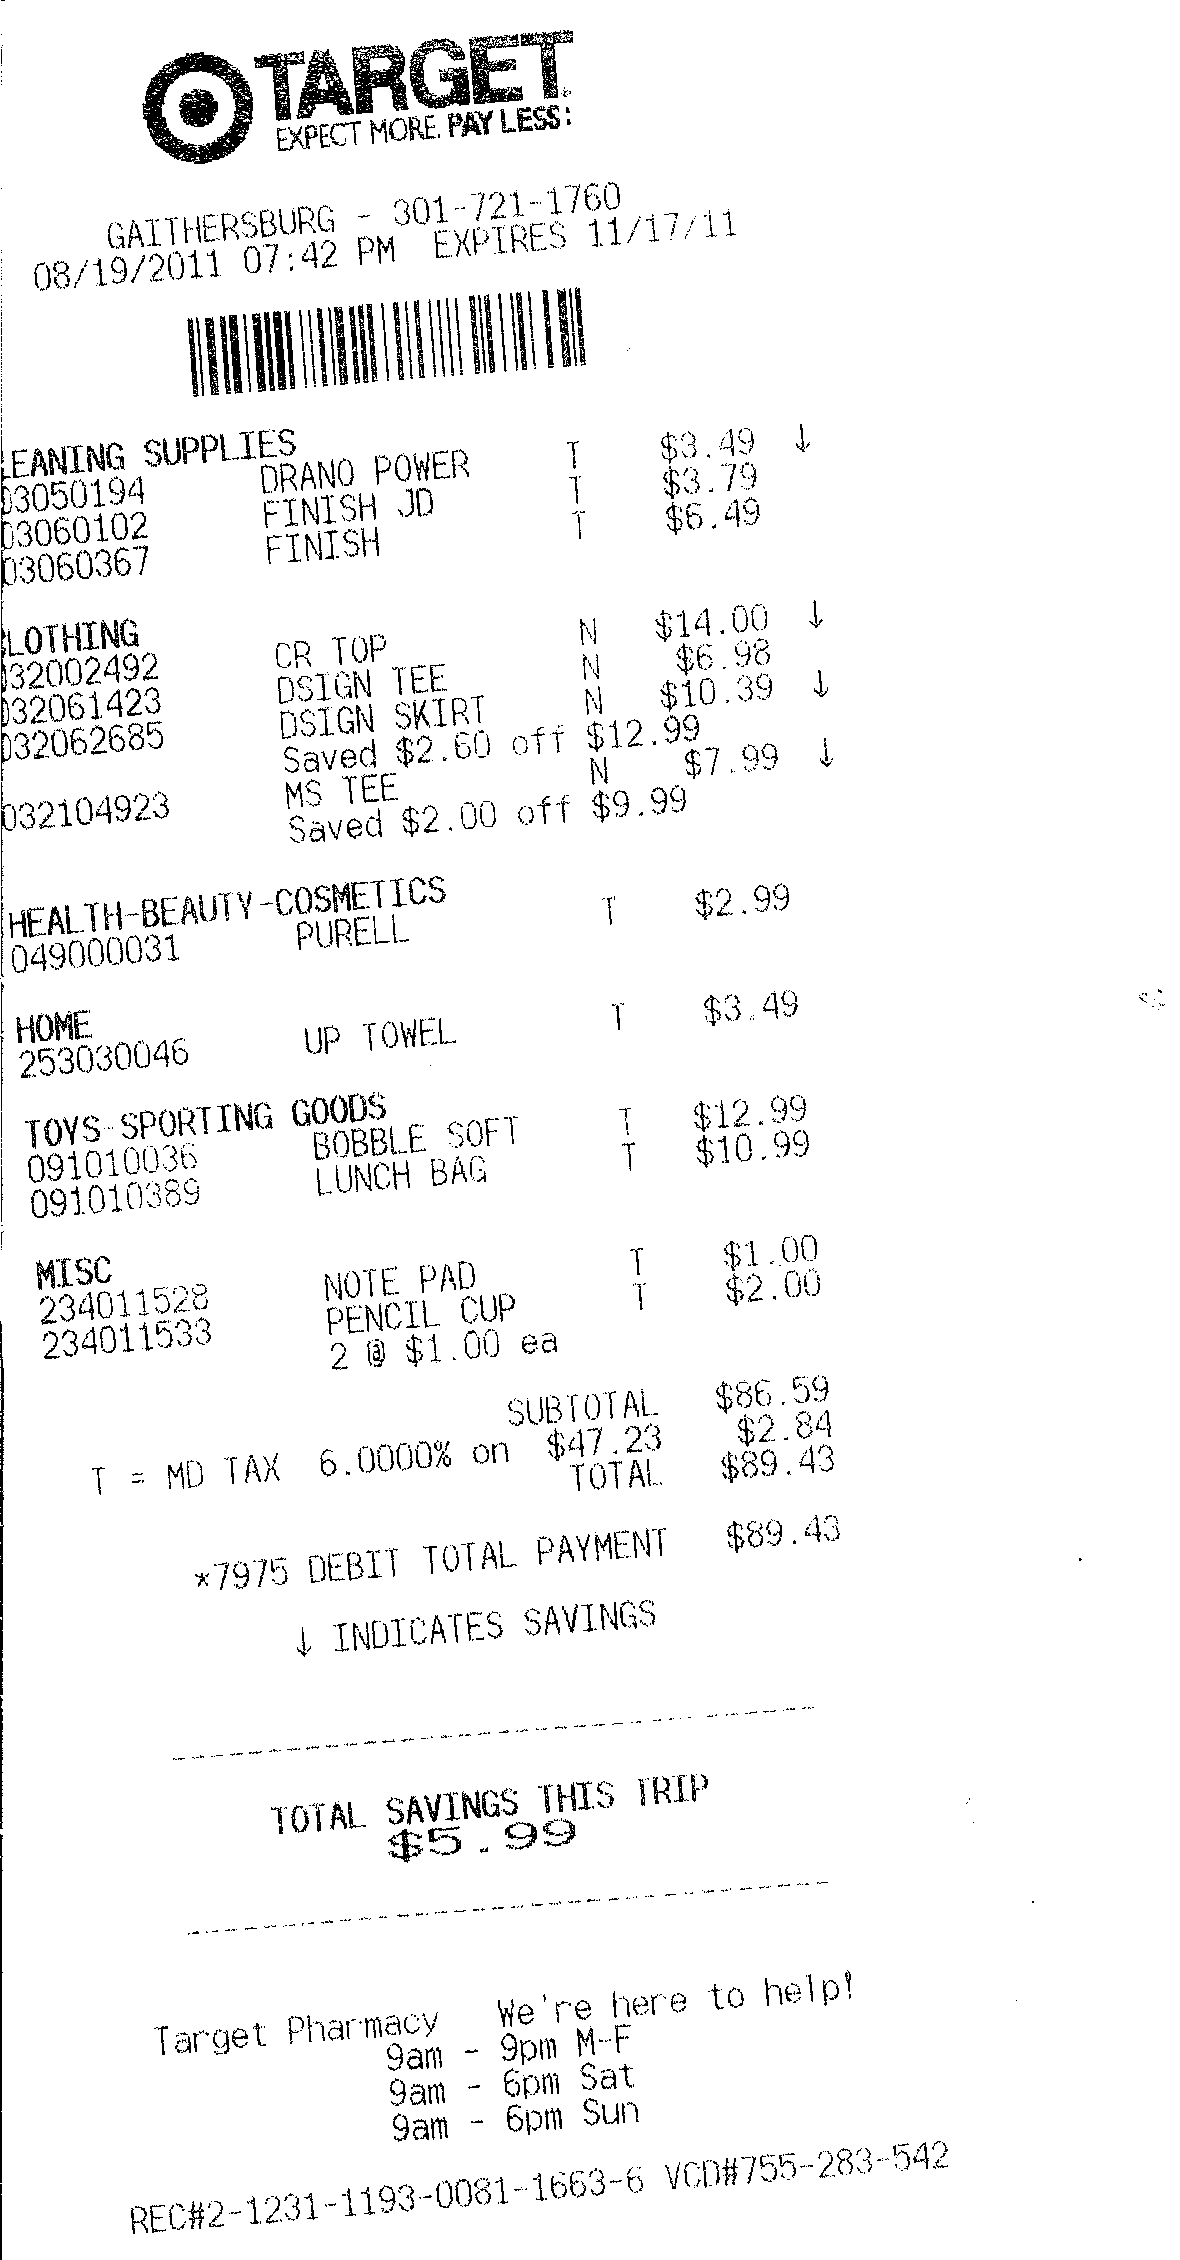 TARGET
EXPECT MORE. PAY LESS.
GAITHERSBURG - 301-721-1760
08/19/2011 07:42 PM EXPIRES 11/17/11
LEANING SUPPLIES
03050194 DRANO POWER T $3.49 ↓
03060102 FINISH JD T $3.79
03060367 FINISH T $6.49
LOTHING
032002492 CR TOP N $14.00 ↓
032061423 DSIGN TEE N $6.98
032062685 DSIGN SKIRT N $10.39 ↓
Saved $2.60 off $12.99
032104923 MS TEE N $7.99 ↓
Saved $2.00 off $9.99
HEALTH-BEAUTY-COSMETICS
049000031 PURELL T $2.99
HOME
253030046 UP TOWEL T $3.49
TOYS-SPORTING GOODS
091010036 BOBBLE SOFT T $12.99
091010389 LUNCH BAG T $10.99
MISC
234011528 NOTE PAD T $1.00
234011533 PENCIL CUP T $2.00
2 @ $1.00 ea
SUBTOTAL $86.59
T = MD TAX 6.0000% on $47.23 $2.84
TOTAL $89.43
*7975 DEBIT TOTAL PAYMENT $89.43
↓ INDICATES SAVINGS
TOTAL SAVINGS THIS TRIP
$5.99
Target Pharmacy We're here to help!
9am - 9pm M-F
9am - 6pm Sat
9am - 6pm Sun
REC#2-1231-1193-0081-1663-6 VCD#755-283-542